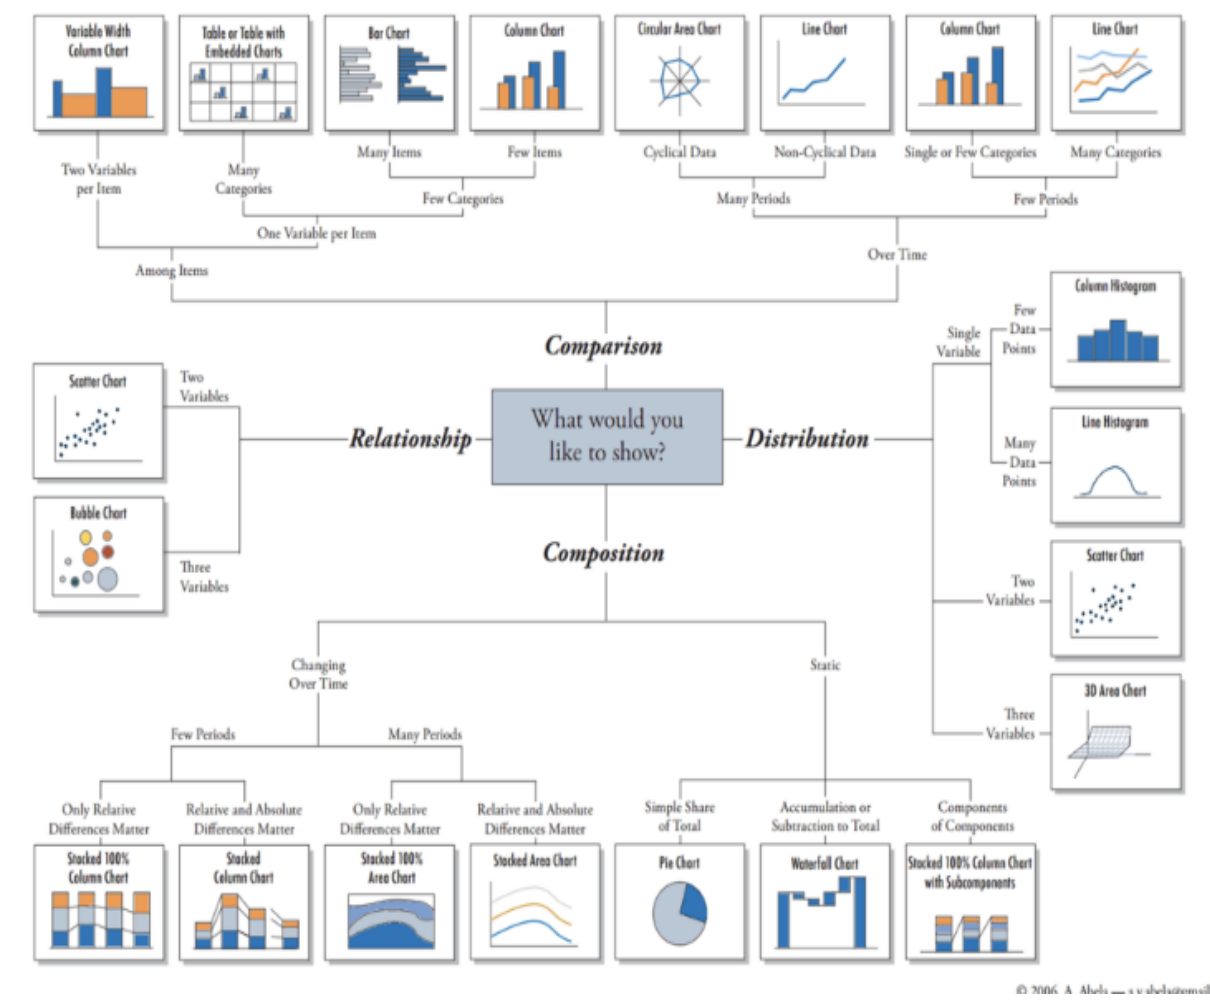 Variable Width
Column Chart
Table or Table with
Embedded Charts
Bar Chart
Column Chart
Circular Area Chart
Line Chart
Column Chart
Line Chart
Two Variables
per Item
Many
Categories
Many Items
Few Items
Cyclical Data
Non-Cyclical Data
Single or Few Categories
Many Categories
Few Categories
Many Periods
Few Periods
One Variable per Item
Over Time
Among Items
Comparison
What would you
like to show?
Relationship
Two
Variables
Scatter Chart
Three
Variables
Bubble Chart
Distribution
Single
Variable
Few
Data
Points
Column Histogram
Many
Data
Points
Line Histogram
Two
Variables
Scatter Chart
Three
Variables
3D Area Chart
Composition
Changing
Over Time
Static
Few Periods
Many Periods
Only Relative
Differences Matter
Relative and Absolute
Differences Matter
Only Relative
Differences Matter
Relative and Absolute
Differences Matter
Simple Share
of Total
Accumulation or
Subtraction to Total
Components
of Components
Stacked 100%
Column Chart
Stacked
Column Chart
Stacked 100%
Area Chart
Stacked Area Chart
Pie Chart
Waterfall Chart
Stacked 100% Column Chart
with Subcomponents
© 2006 A. Abela —